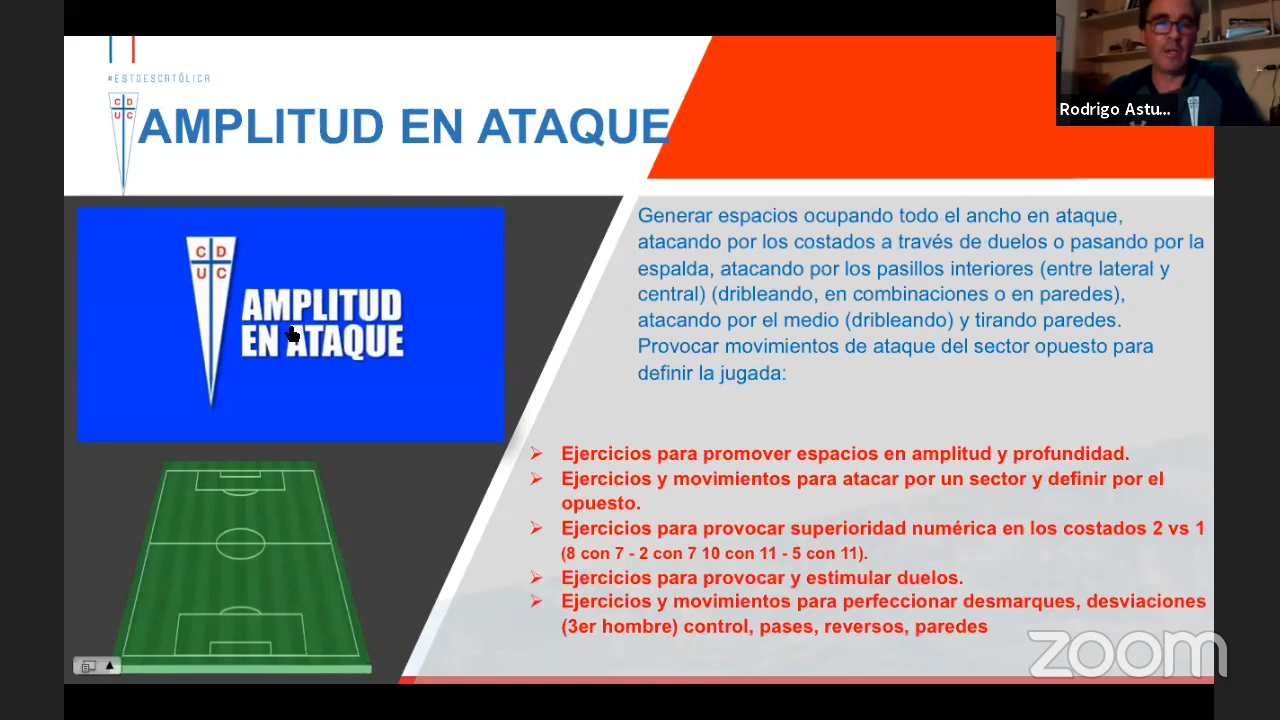 #ESTOESCATÓLICA
CD
UC
AMPLITUD EN ATAQUE
Rodrigo Astu...
CD
UC
AMPLITUD
EN ATAQUE
Generar espacios ocupando todo el ancho en ataque,
atacando por los costados a través de duelos o pasando por la
espalda, atacando por los pasillos interiores (entre lateral y
central) (dribleando, en combinaciones o en paredes),
atacando por el medio (dribleando) y tirando paredes.
Provocar movimientos de ataque del sector opuesto para
definir la jugada:
Ejercicios para promover espacios en amplitud y profundidad.
Ejercicios y movimientos para atacar por un sector y definir por el
opuesto.
Ejercicios para provocar superioridad numérica en los costados 2 vs 1
(8 con 7 - 2 con 7 10 con 11 - 5 con 11).
Ejercicios para provocar y estimular duelos.
Ejercicios y movimientos para perfeccionar desmarques, desviaciones
(3er hombre) control, pases, reversos, paredes
zoom